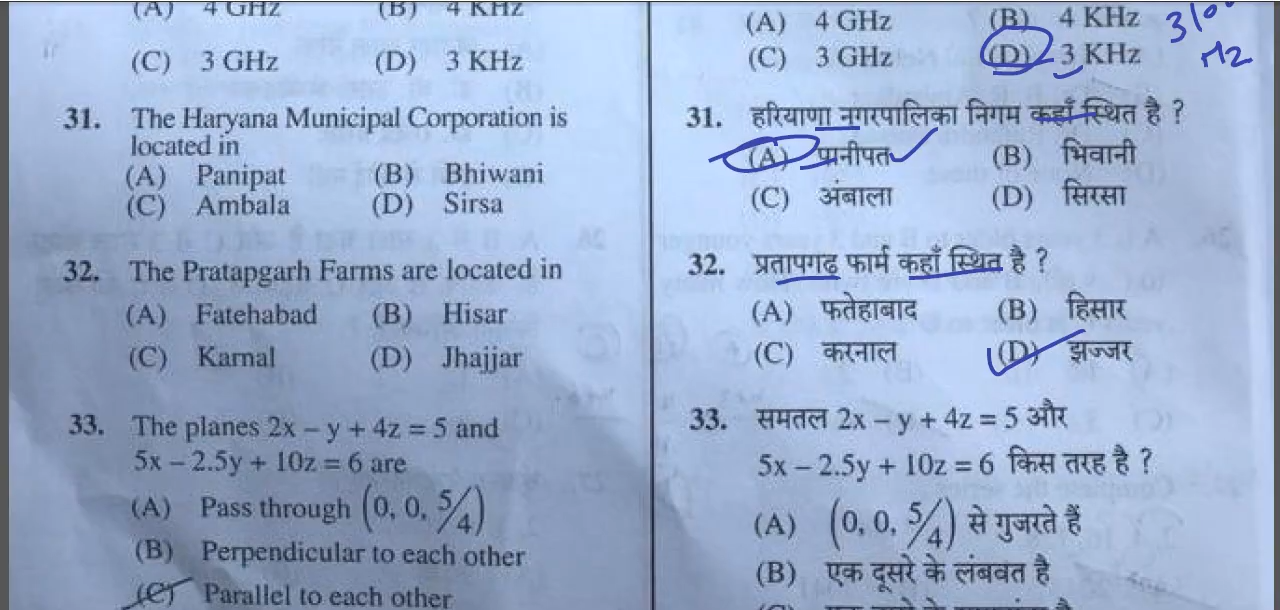 (A) 4 GHz (B) 4 KHz
(C) 3 GHz (D) 3 KHz
31. The Haryana Municipal Corporation is
located in
(A) Panipat (B) Bhiwani
(C) Ambala (D) Sirsa
32. The Pratapgarh Farms are located in
(A) Fatehabad (B) Hisar
(C) Karnal (D) Jhajjar
33. The planes 2x – y + 4z = 5 and
5x – 2.5y + 10z = 6 are
(A) Pass through (0, 0, 5/4)
(B) Perpendicular to each other
(C) Parallel to each other
(A) 4 GHz (B) 4 KHz
(C) 3 GHz (D) 3 KHz
Hz
31. हरियाणा नगरपालिका निगम कहाँ स्थित है ?
(A) पानीपत (B) भिवानी
(C) अंबाला (D) सिरसा
32. प्रतापगढ़ फार्म कहाँ स्थित है ?
(A) फतेहाबाद (B) हिसार
(C) करनाल (D) झज्जर
33. समतल 2x – y + 4z = 5 और
5x – 2.5y + 10z = 6 किस तरह है ?
(A) (0, 0, 5/4) से गुजरते हैं
(B) एक दूसरे के लंबवत है